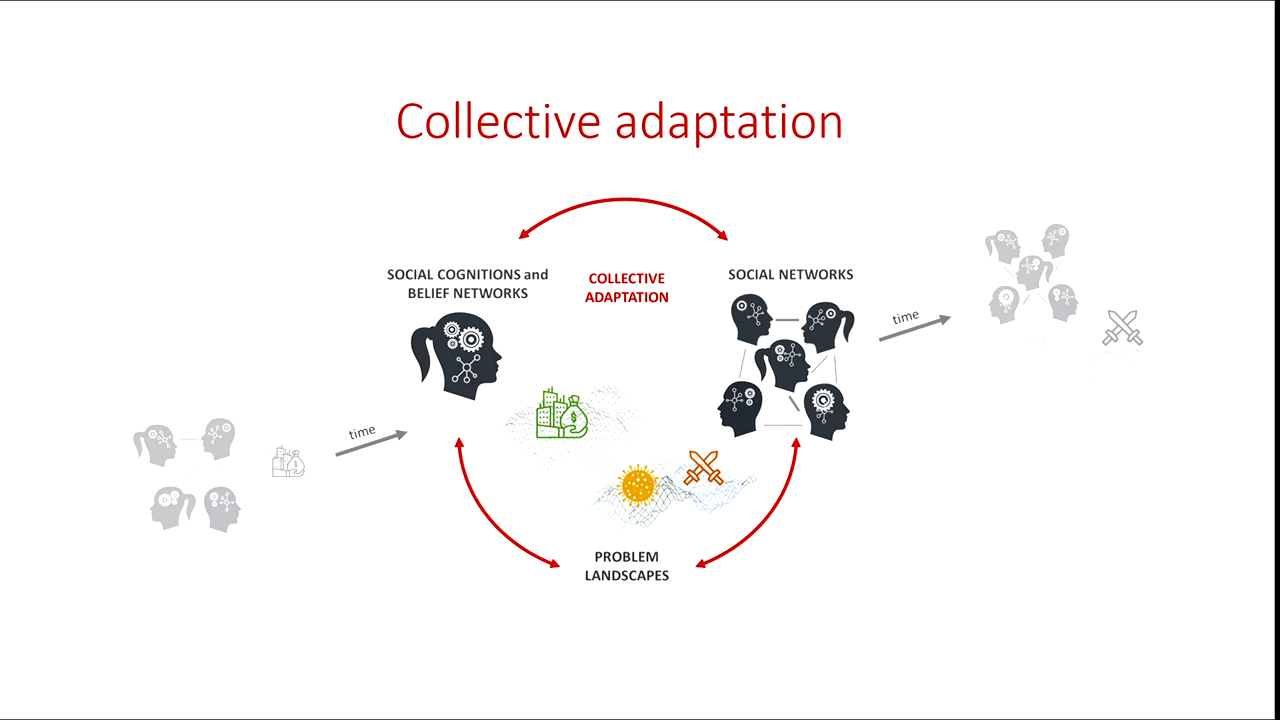 Collective adaptation
SOCIAL COGNITIONS and
BELIEF NETWORKS
COLLECTIVE
ADAPTATION
SOCIAL NETWORKS
time
time
$
PROBLEM
LANDSCAPES